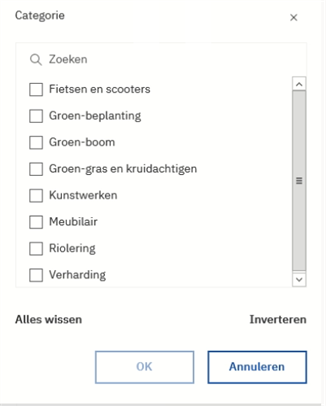 Categorie
Zoeken
Fietsen en scooters
Groen-beplanting
Groen-boom
Groen-gras en kruidachtigen
Kunstwerken
Meubilair
Riolering
Verharding
Alles wissen
Inverteren
OK
Annuleren